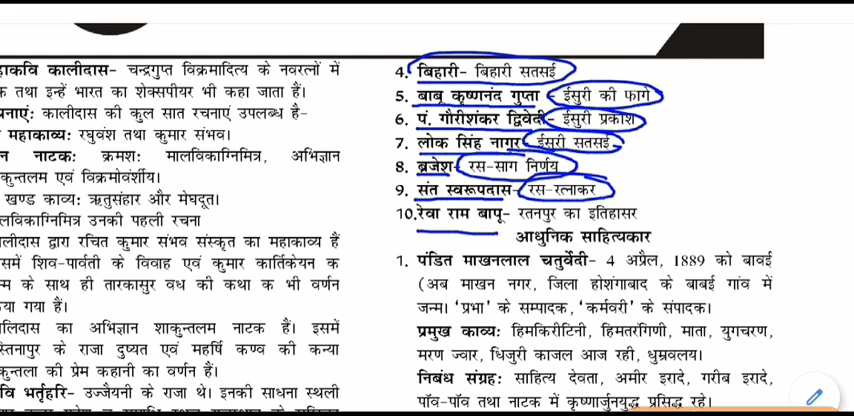 हाकवि कालीदास- चन्द्रगुप्त विक्रमादित्य के नवरत्नों में
क तथा इन्हें भारत का शेक्सपीयर भी कहा जाता हैं।
चनाएं: कालीदास की कुल सात रचनाएं उपलब्ध है-
महाकाव्य: रघुवंश तथा कुमार संभव।
न नाटक: क्रमश: मालविकाग्निमित्र, अभिज्ञान
कुन्तलम एवं विक्रमोवंर्शीय।
खण्ड काव्य: ऋतुसंहार और मेघदूत।
लविकाग्निमित्र उनकी पहली रचना
लीदास द्वारा रचित कुमार संभव संस्कृत का महाकाव्य हैं
समें शिव-पार्वती के विवाह एवं कुमार कार्तिकेयन क
न्म के साथ ही तारकासुर वध की कथा क भी वर्णन
या गया हैं।
लिदास का अभिज्ञान शाकुन्तलम नाटक हैं। इसमें
स्तनापुर के राजा दुष्यत एवं महर्षि कण्व की कन्या
कुन्तला की प्रेम कहानी का वर्णन हैं।
वि भर्तृहरि- उज्जैयनी के राजा थे। इनकी साधना स्थली
4. बिहारी- बिहारी सतसई
5. बाबू कृष्णनंद गुप्ता - ईसुरी की फाग
6. पं. गौरीशंकर द्विवेदी- ईसुरी प्रकाश
7. लोक सिंह नागर- ईसुरी सतसई
8. ब्रजेश- रस-साग निर्णय
9. संत स्वरूपदास- रस-रत्नाकर
10.रेवा राम बापू- रतनपुर का इतिहासर
आधुनिक साहित्यकार
1. पंडित माखनलाल चतुर्वेदी- 4 अप्रैल, 1889 को बावई
(अब माखन नगर, जिला होशंगाबाद के बाबई गांव में
जन्म। ‘प्रभा’ के सम्पादक, ‘कर्मवरी’ के संपादक।
प्रमुख काव्य: हिमकिरीटिनी, हिमतरंगिणी, माता, युगचरण,
मरण ज्वार, धिजुरी काजल आज रही, धुम्रवलय।
निबंध संग्रह: साहित्य देवता, अमीर इरादे, गरीब इरादे,
पॉव-पॉव तथा नाटक में कृष्णार्जुनयुद्ध प्रसिद्ध रहे।